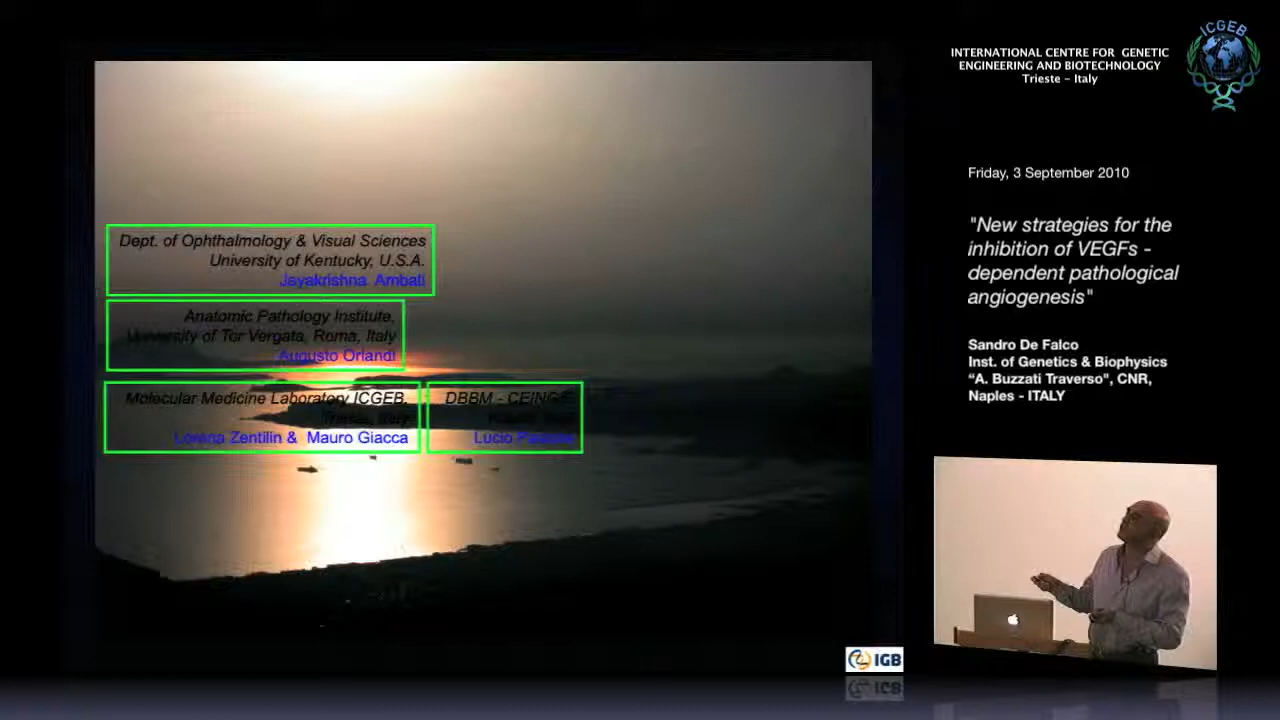 Dept. of Ophthalmology & Visual Sciences
University of Kentucky, U.S.A.
Jayakrishna Ambati
Anatomic Pathology Institute,
University of Tor Vergata, Roma, Italy
Augusto Orlandi
Molecular Medicine Laboratory ICGEB,
Italy
Lorena Zentilin & Mauro Giacca
DBBM - CEINGE
Lucio
IGB
ICGEB
INTERNATIONAL CENTRE FOR GENETIC
ENGINEERING AND BIOTECHNOLOGY
Trieste - Italy
Friday, 3 September 2010
"New strategies for the
inhibition of VEGFs -
dependent pathological
angiogenesis"
Sandro De Falco
Inst. of Genetics & Biophysics
“A. Buzzati Traverso", CNR,
Naples - ITALY